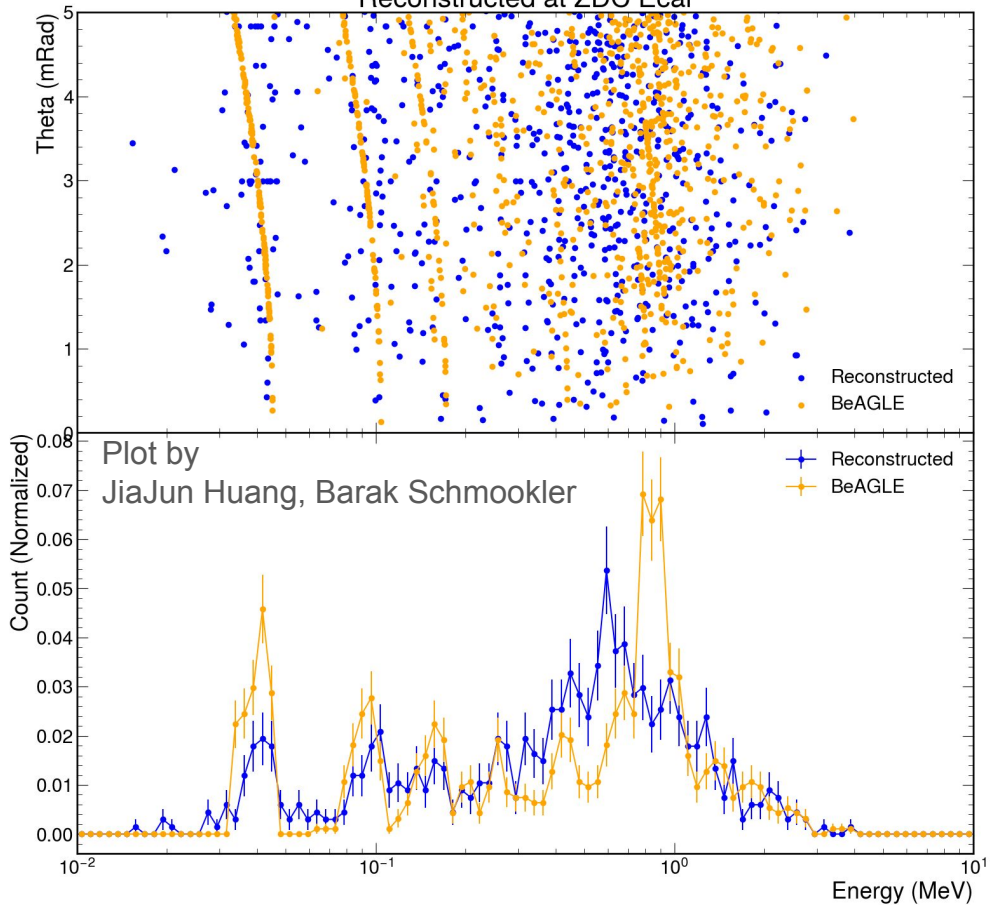 Reconstructed at ZDC Ecal
Theta (mRad)
5
4
3
2
1
0
Reconstructed
BeAGLE
Count (Normalized)
0.08
0.07
0.06
0.05
0.04
0.03
0.02
0.01
0.00
Plot by
JiaJun Huang, Barak Schmookler
Reconstructed
BeAGLE
10⁻² 10⁻¹ 10⁰ 10¹
Energy (MeV)